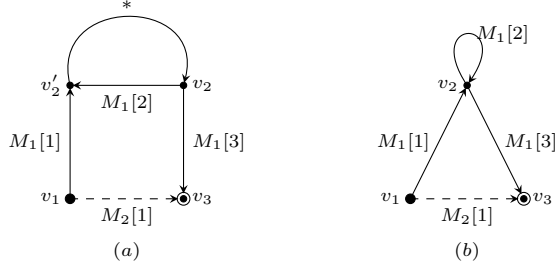 *
v₂′ v₂
M₁[2]
M₁[1] M₁[3]
v₁ v₃
M₂[1]
(a)
M₁[2]
v₂
M₁[1] M₁[3]
v₁ v₃
M₂[1]
(b)